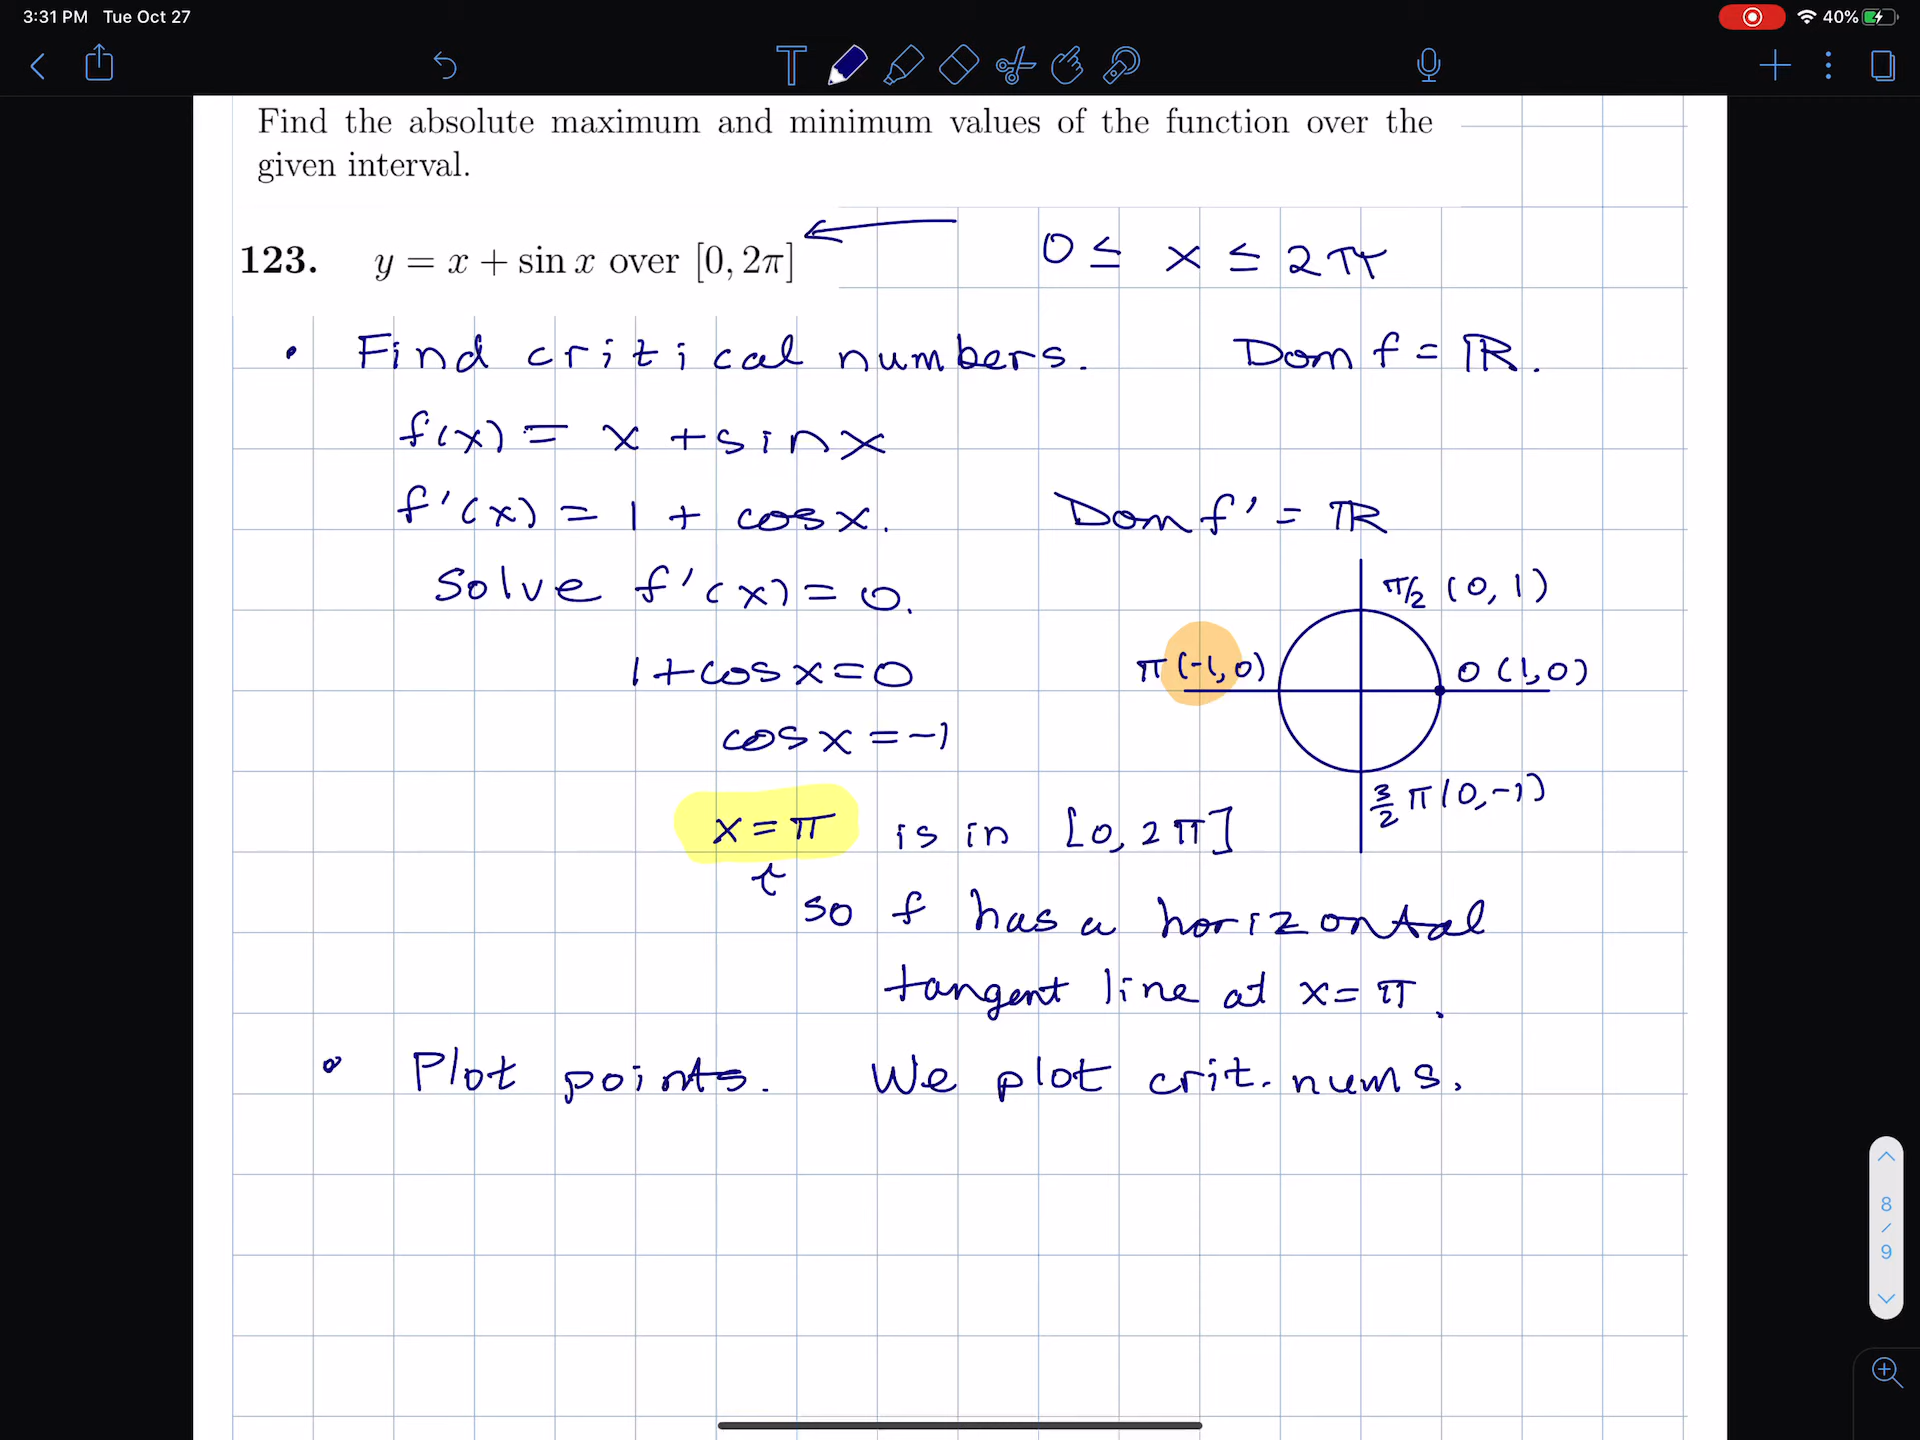 3:31 PM Tue Oct 27
40%
T
Find the absolute maximum and minimum values of the function over the
given interval.
123. y = x + sin x over [0, 2π]
0 ≤ x ≤ 2π
• Find critical numbers. Dom f = ℝ.
f(x) = x + sin x
f'(x) = 1 + cos x. Dom f' = ℝ
Solve f'(x) = 0.
π/2 (0, 1)
1 + cos x = 0
π (-1, 0)
0 (1, 0)
cos x = -1
3/2 π (0, -1)
x = π is in [0, 2π]
t
so f has a horizontal
tangent line at x = π.
• Plot points. We plot crit. nums.
8
/
9